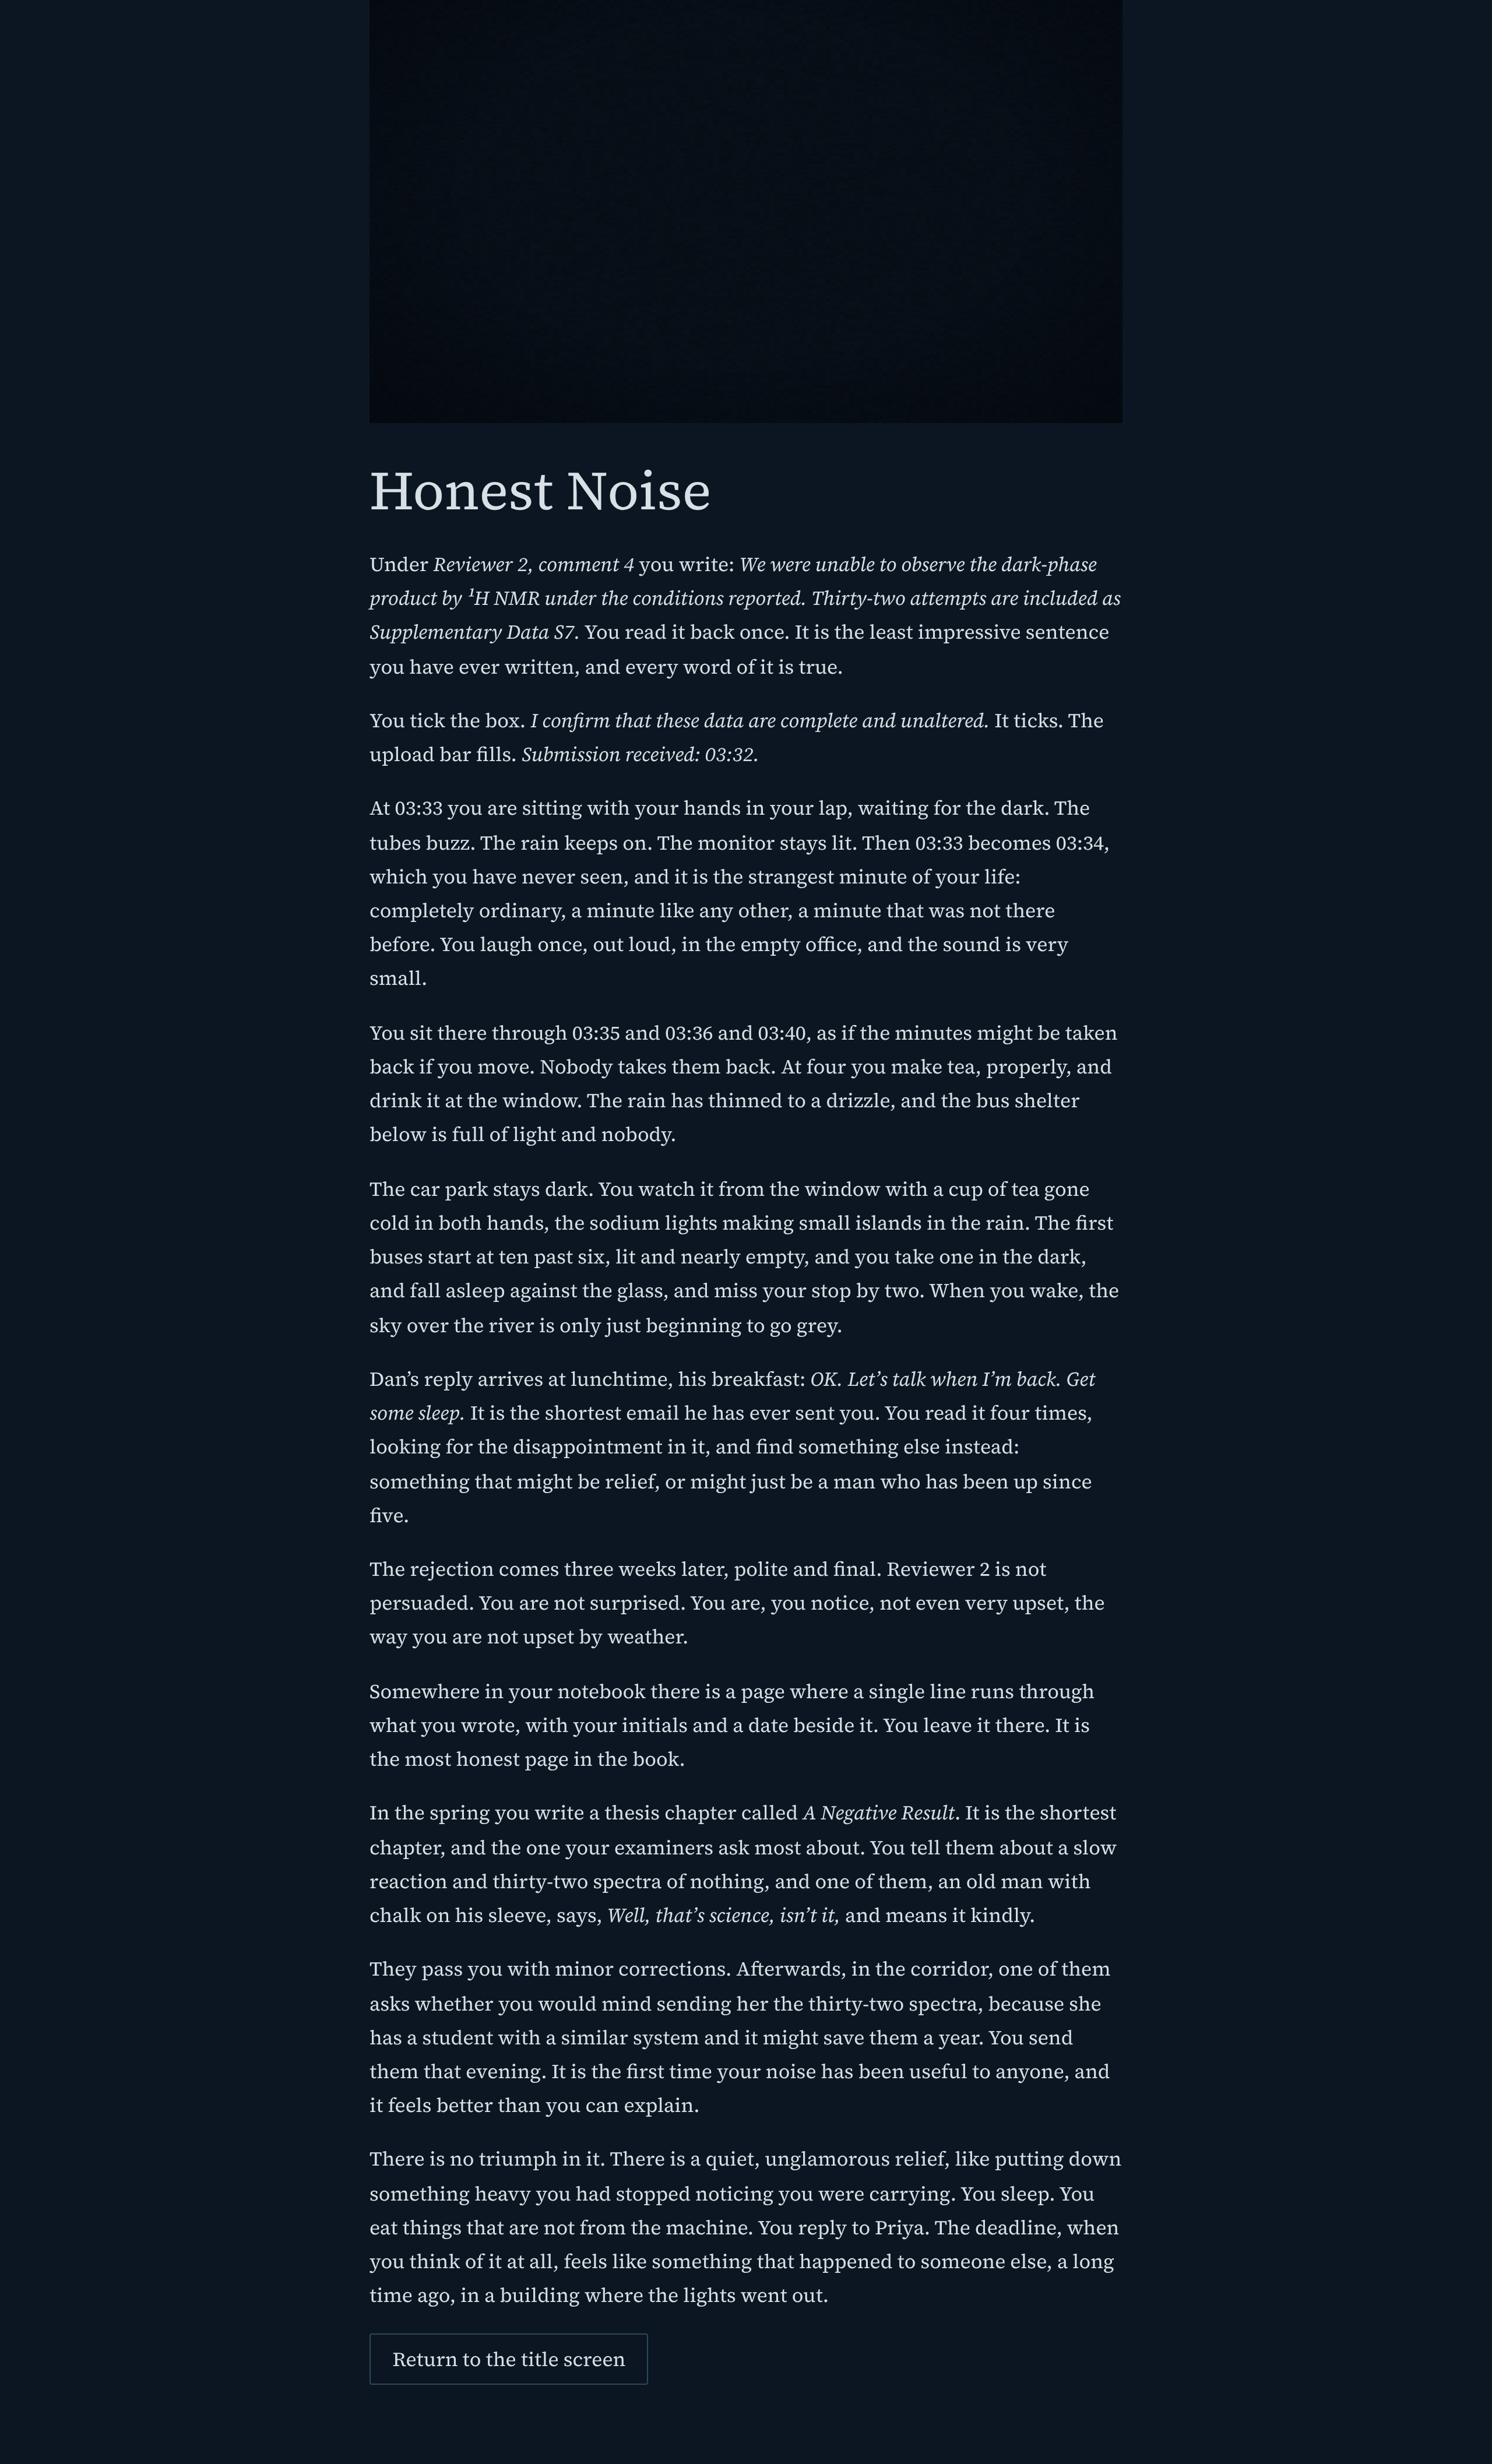 Honest Noise
Under Reviewer 2, comment 4 you write: We were unable to observe the dark-phase
product by ¹H NMR under the conditions reported. Thirty-two attempts are included as
Supplementary Data S7. You read it back once. It is the least impressive sentence
you have ever written, and every word of it is true.
You tick the box. I confirm that these data are complete and unaltered. It ticks. The
upload bar fills. Submission received: 03:32.
At 03:33 you are sitting with your hands in your lap, waiting for the dark. The
tubes buzz. The rain keeps on. The monitor stays lit. Then 03:33 becomes 03:34,
which you have never seen, and it is the strangest minute of your life:
completely ordinary, a minute like any other, a minute that was not there
before. You laugh once, out loud, in the empty office, and the sound is very
small.
You sit there through 03:35 and 03:36 and 03:40, as if the minutes might be taken
back if you move. Nobody takes them back. At four you make tea, properly, and
drink it at the window. The rain has thinned to a drizzle, and the bus shelter
below is full of light and nobody.
The car park stays dark. You watch it from the window with a cup of tea gone
cold in both hands, the sodium lights making small islands in the rain. The first
buses start at ten past six, lit and nearly empty, and you take one in the dark,
and fall asleep against the glass, and miss your stop by two. When you wake, the
sky over the river is only just beginning to go grey.
Dan’s reply arrives at lunchtime, his breakfast: OK. Let’s talk when I’m back. Get
some sleep. It is the shortest email he has ever sent you. You read it four times,
looking for the disappointment in it, and find something else instead:
something that might be relief, or might just be a man who has been up since
five.
The rejection comes three weeks later, polite and final. Reviewer 2 is not
persuaded. You are not surprised. You are, you notice, not even very upset, the
way you are not upset by weather.
Somewhere in your notebook there is a page where a single line runs through
what you wrote, with your initials and a date beside it. You leave it there. It is
the most honest page in the book.
In the spring you write a thesis chapter called A Negative Result. It is the shortest
chapter, and the one your examiners ask most about. You tell them about a slow
reaction and thirty-two spectra of nothing, and one of them, an old man with
chalk on his sleeve, says, Well, that’s science, isn’t it, and means it kindly.
They pass you with minor corrections. Afterwards, in the corridor, one of them
asks whether you would mind sending her the thirty-two spectra, because she
has a student with a similar system and it might save them a year. You send
them that evening. It is the first time your noise has been useful to anyone, and
it feels better than you can explain.
There is no triumph in it. There is a quiet, unglamorous relief, like putting down
something heavy you had stopped noticing you were carrying. You sleep. You
eat things that are not from the machine. You reply to Priya. The deadline, when
you think of it at all, feels like something that happened to someone else, a long
time ago, in a building where the lights went out.
Return to the title screen